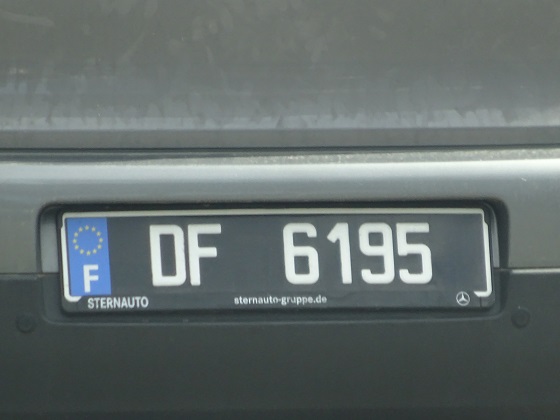 F DF 6195
STERNAUTO sternauto-gruppe.de